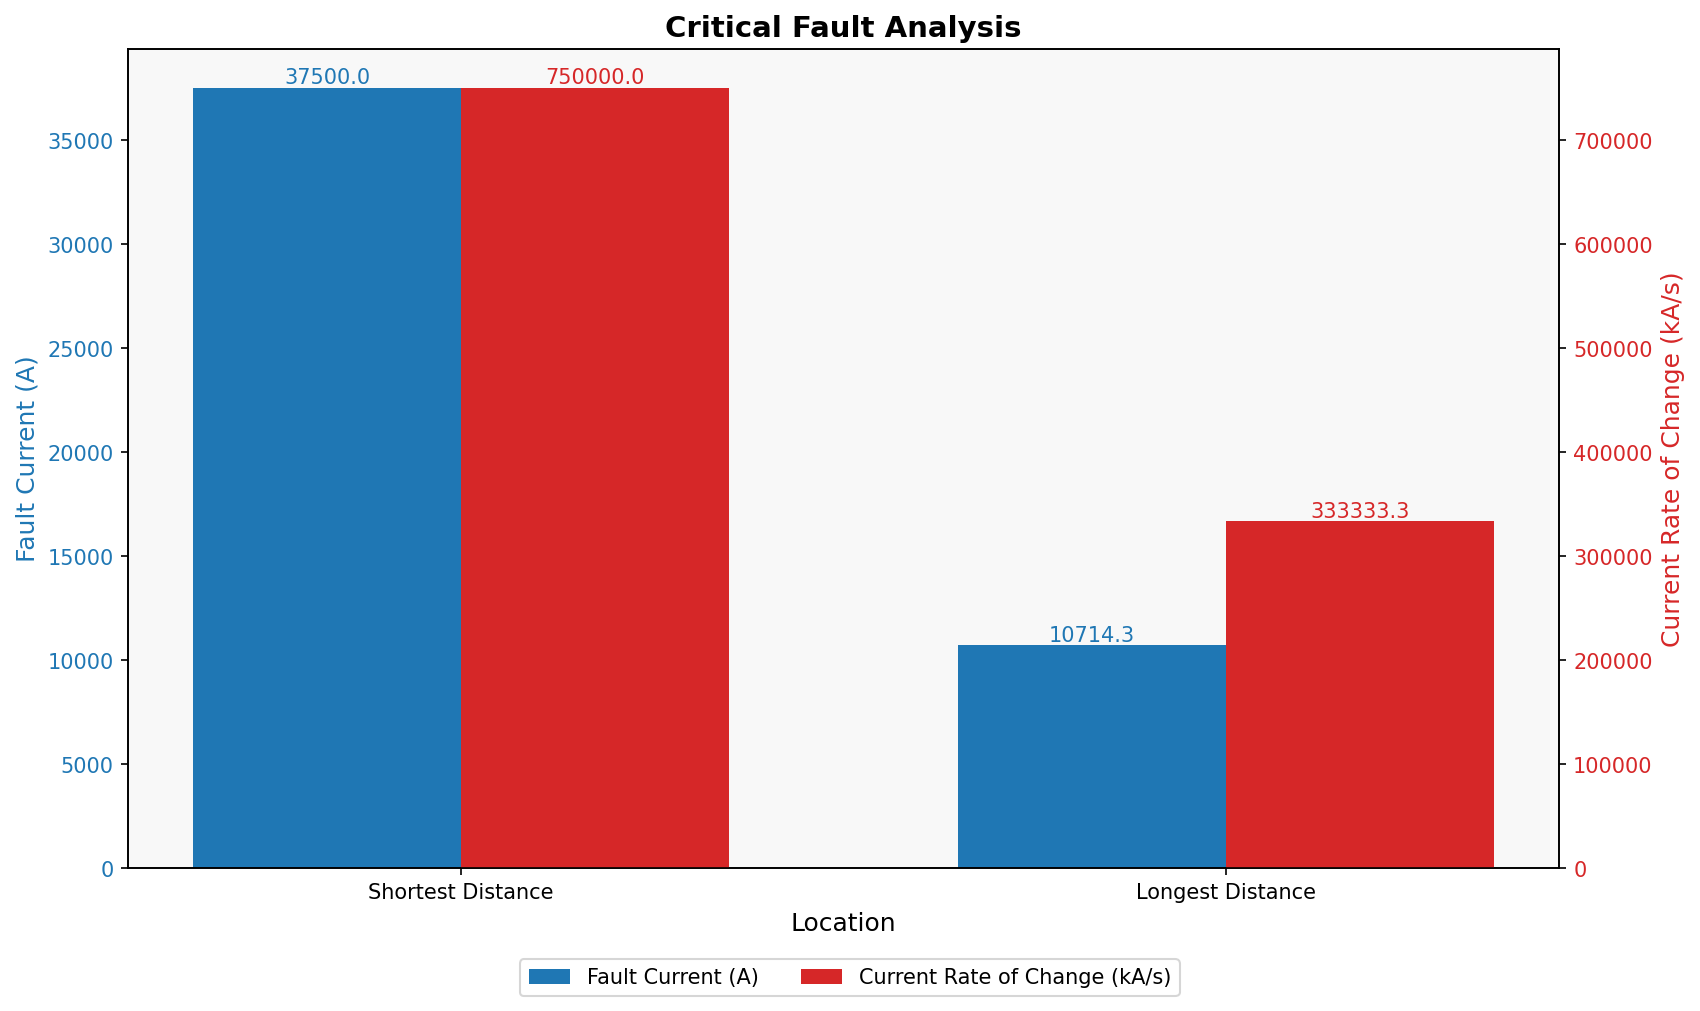 Critical Fault Analysis
37500.0
750000.0
10714.3
333333.3
35000
30000
25000
20000
15000
10000
5000
0
Fault Current (A)
700000
600000
500000
400000
300000
200000
100000
0
Current Rate of Change (kA/s)
Shortest Distance
Longest Distance
Location
Fault Current (A)
Current Rate of Change (kA/s)